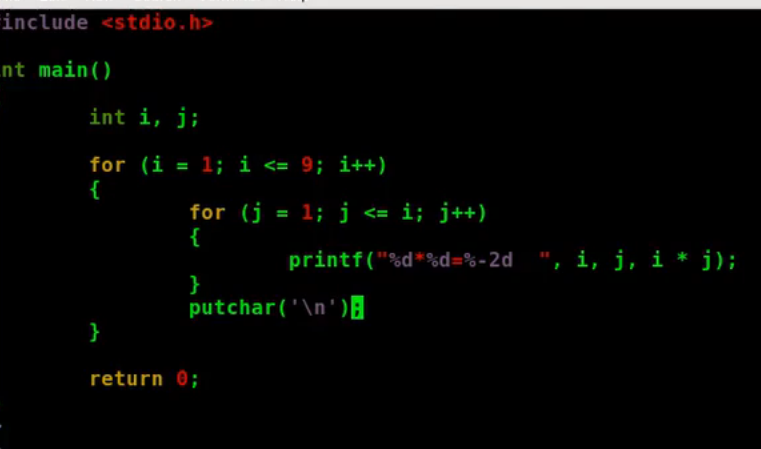 include <stdio.h>
nt main()
int i, j;
for (i = 1; i <= 9; i++)
{
for (j = 1; j <= i; j++)
{
printf("%d*%d=%-2d  ", i, j, i * j);
}
putchar('\n');
}
return 0;